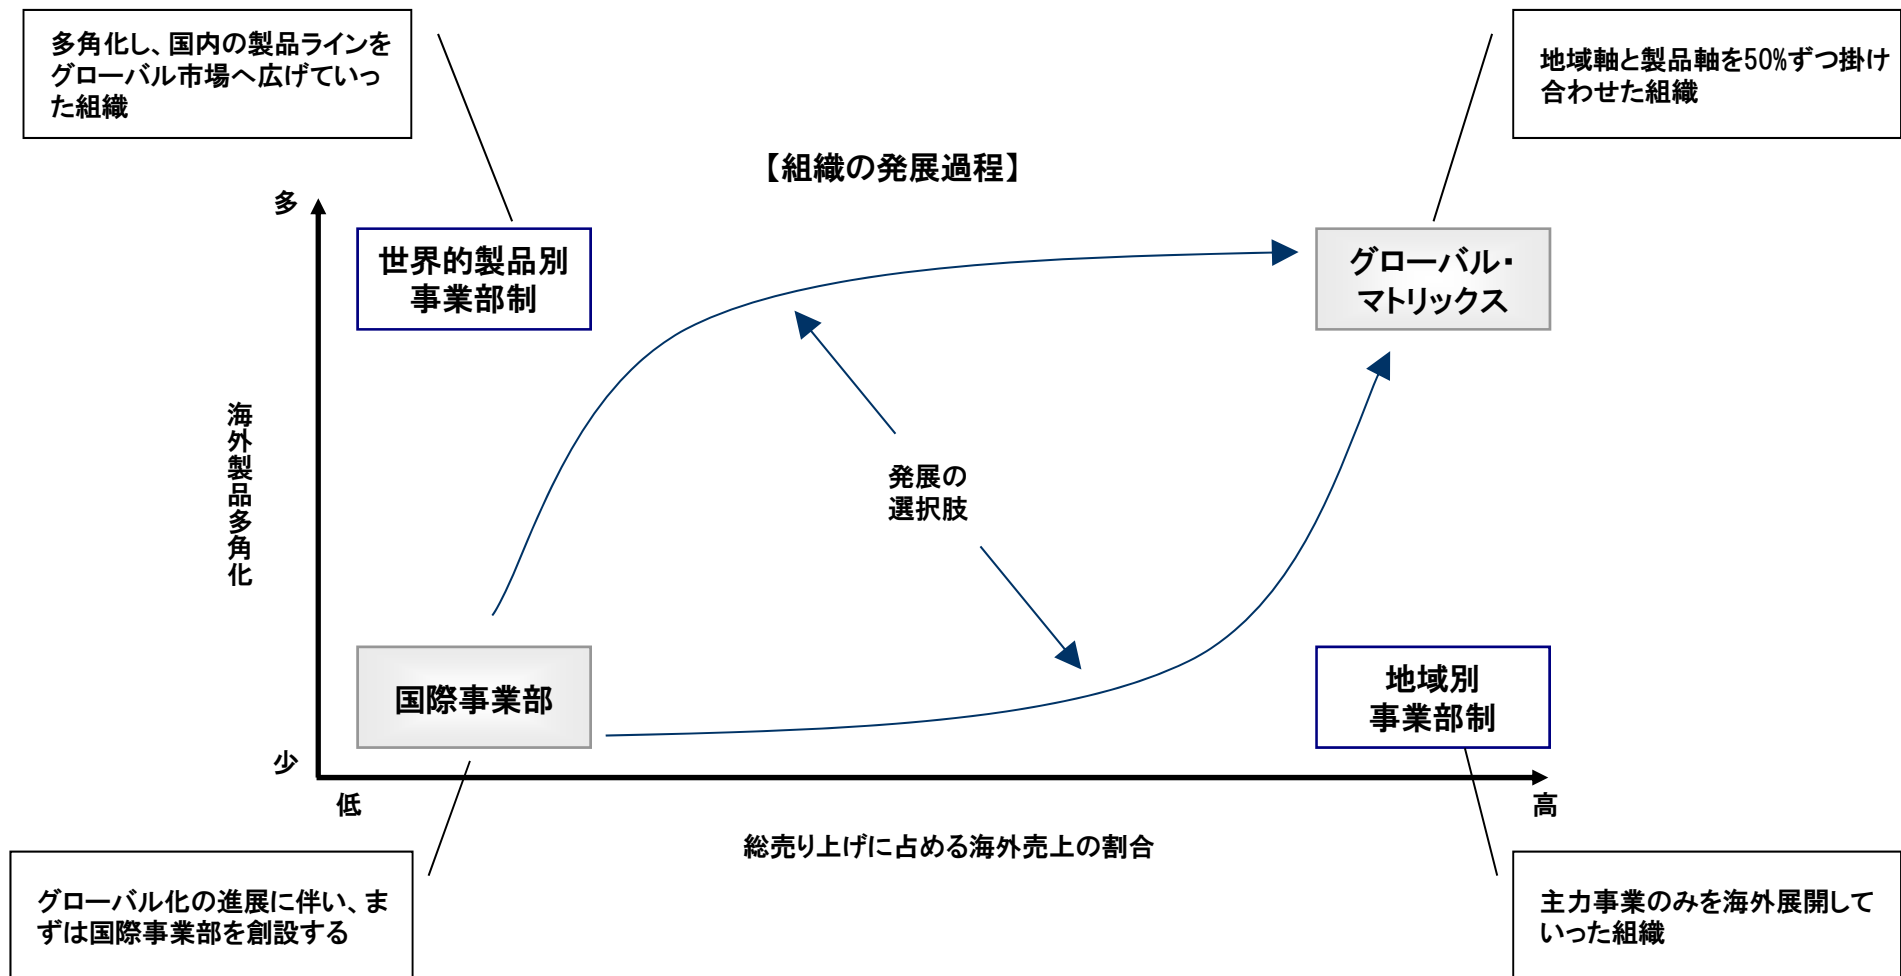 多角化し、国内の製品ラインを
グローバル市場へ広げていっ
た組織
地域軸と製品軸を50%ずつ掛け
合わせた組織
【組織の発展過程】
多
世界的製品別
事業部制
グローバル・
マトリックス
海外製品多角化
発展の
選択肢
国際事業部
地域別
事業部制
少
低
高
総売り上げに占める海外売上の割合
グローバル化の進展に伴い、ま
ずは国際事業部を創設する
主力事業のみを海外展開して
いった組織